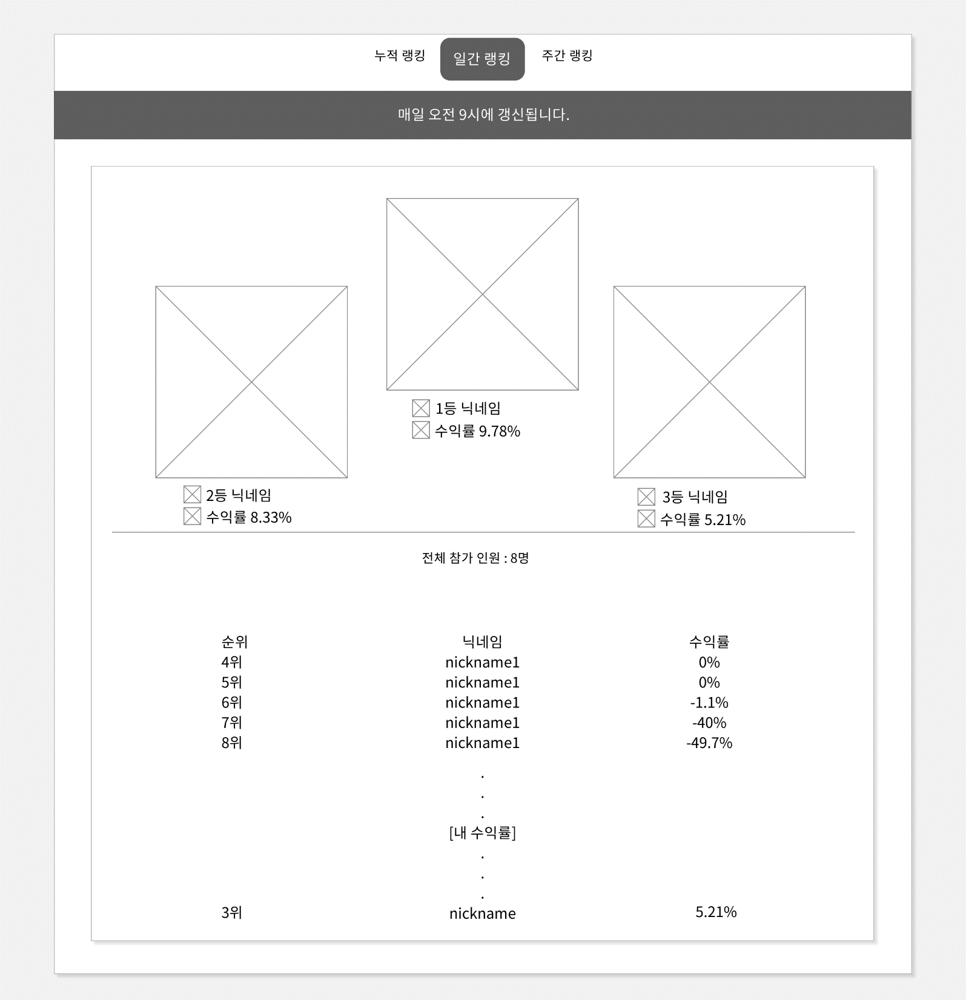 누적 랭킹 일간 랭킹 주간 랭킹
매일 오전 9시에 갱신됩니다.
1등 닉네임
수익률 9.78%
2등 닉네임
수익률 8.33%
3등 닉네임
수익률 5.21%
전체 참가 인원 : 8명
순위 닉네임 수익률
4위 nickname1 0%
5위 nickname1 0%
6위 nickname1 -1.1%
7위 nickname1 -40%
8위 nickname1 -49.7%
.
.
.
[내 수익률]
.
.
.
3위 nickname 5.21%